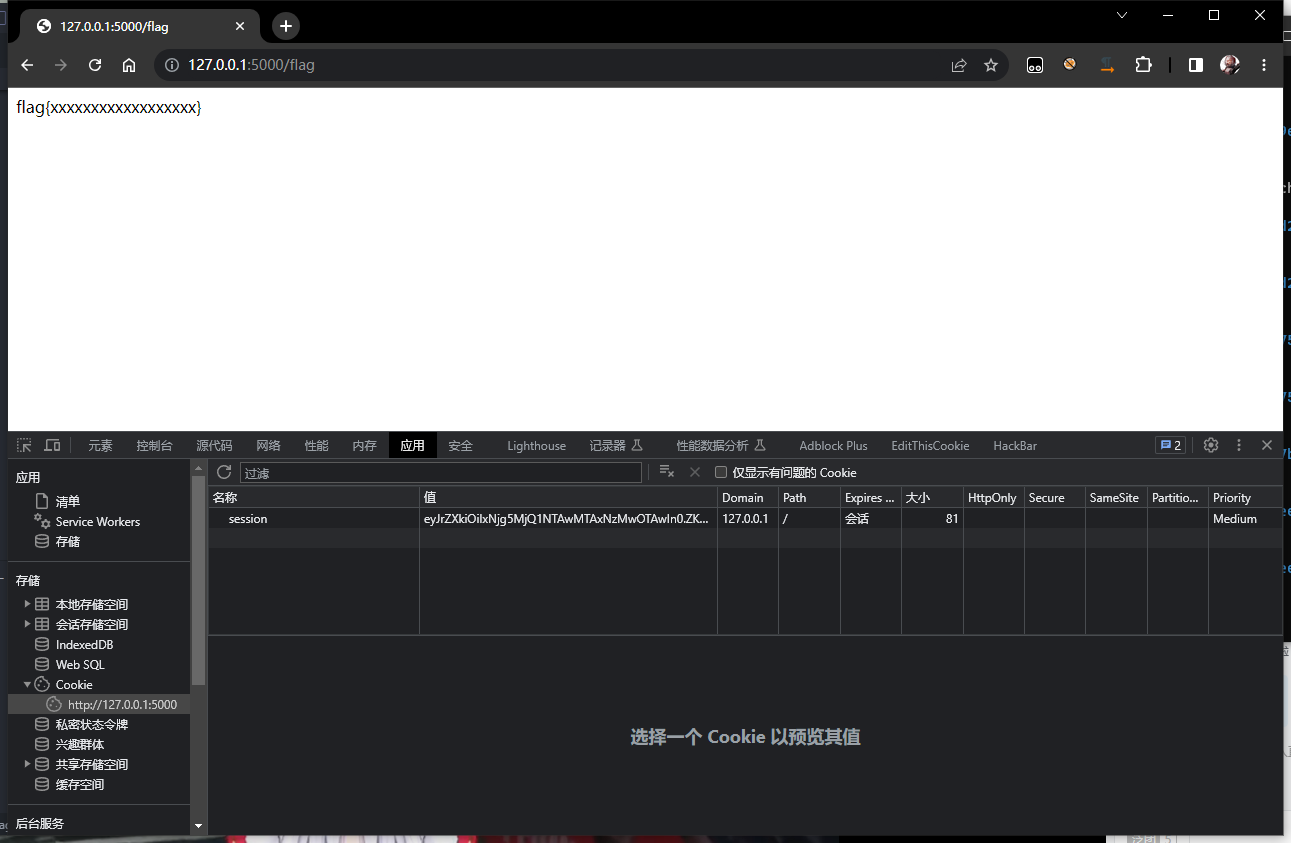 127.0.0.1:5000/flag
127.0.0.1:5000/flag
flag{xxxxxxxxxxxxxxxxxx}
元素 控制台 源代码 网络 性能 内存 应用 安全 Lighthouse 记录器 性能数据分析 Adblock Plus EditThisCookie HackBar 2
应用
清单
Service Workers
存储
存储
本地存储空间
会话存储空间
IndexedDB
Web SQL
Cookie
http://127.0.0.1:5000
私密状态令牌
兴趣群体
共享存储空间
缓存空间
后台服务
过滤 仅显示有问题的 Cookie
名称 值 Domain Path Expires ... 大小 HttpOnly Secure SameSite Partitio... Priority
session eyJrZXkiOiIxNjg5MjQ1NTAwMTAxNzMwOTAwIn0.ZK... 127.0.0.1 / 会话 81 Medium
选择一个 Cookie 以预览其值